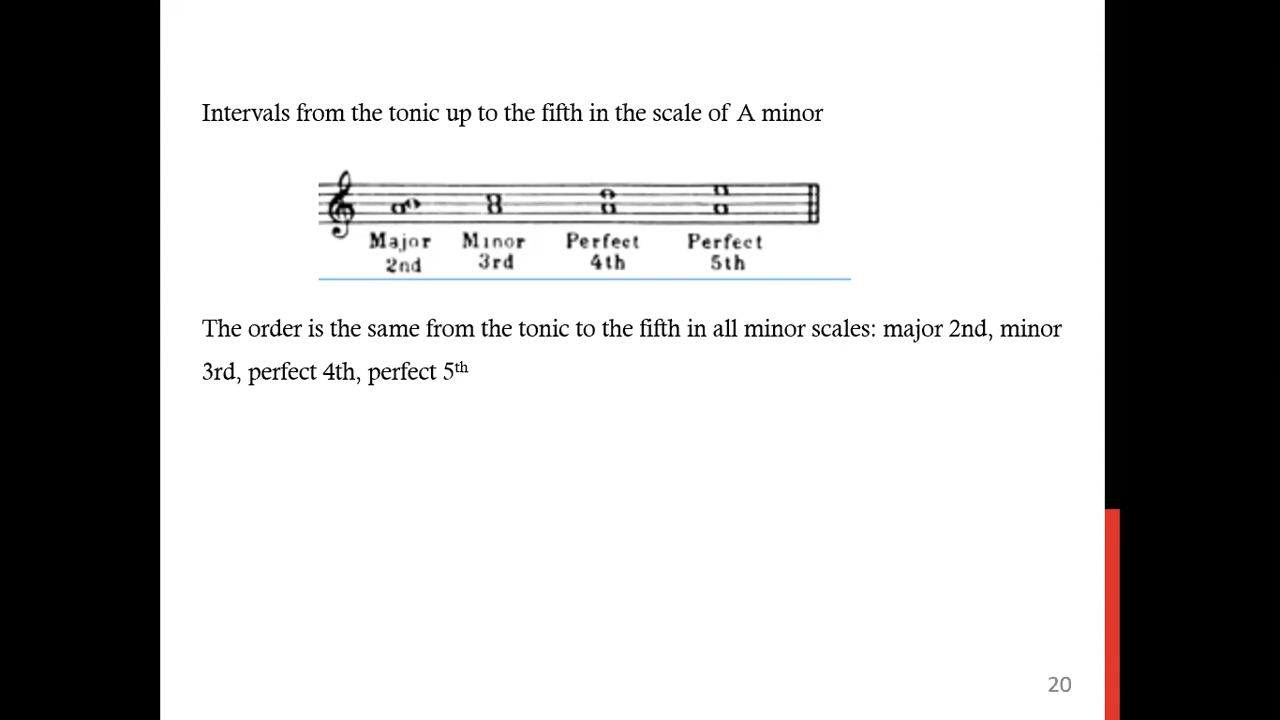 Intervals from the tonic up to the fifth in the scale of A minor
Major Minor Perfect Perfect
2nd 3rd 4th 5th
The order is the same from the tonic to the fifth in all minor scales: major 2nd, minor
3rd, perfect 4th, perfect 5th
20